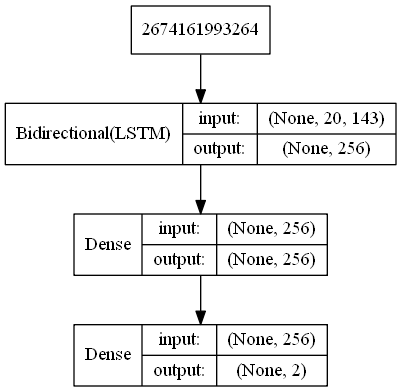 2674161993264
Bidirectional(LSTM)
input: (None, 20, 143)
output: (None, 256)
Dense
input: (None, 256)
output: (None, 256)
Dense
input: (None, 256)
output: (None, 2)